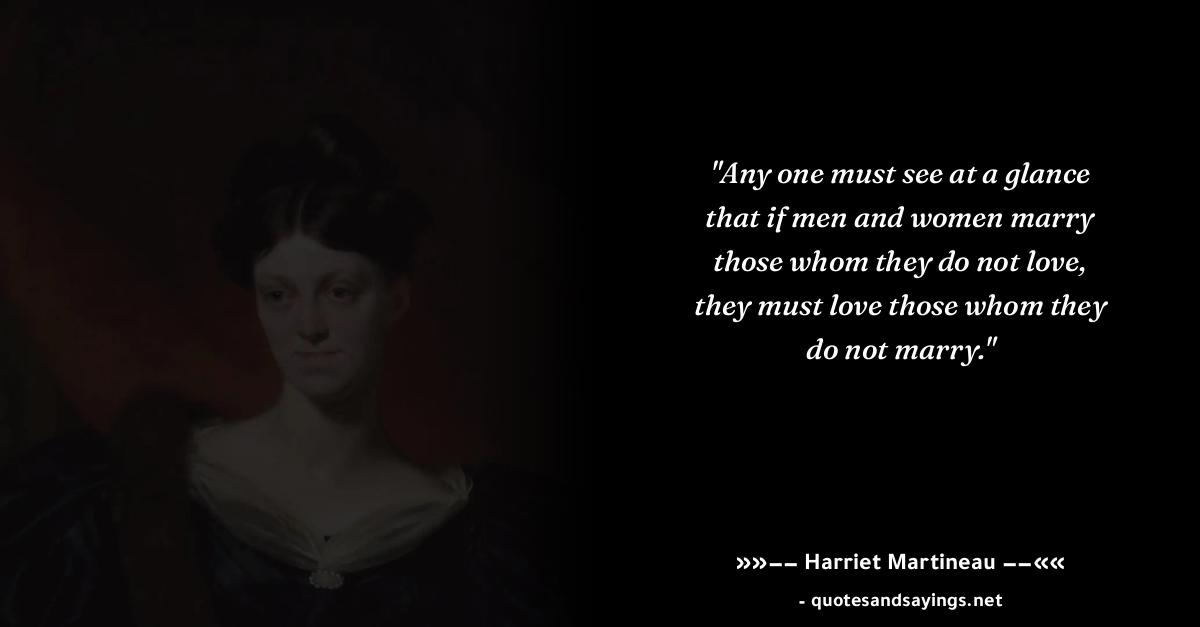 "Any one must see at a glance
that if men and women marry
those whom they do not love,
they must love those whom they
do not marry."
»»−− Harriet Martineau −−««
- quotesandsayings.net